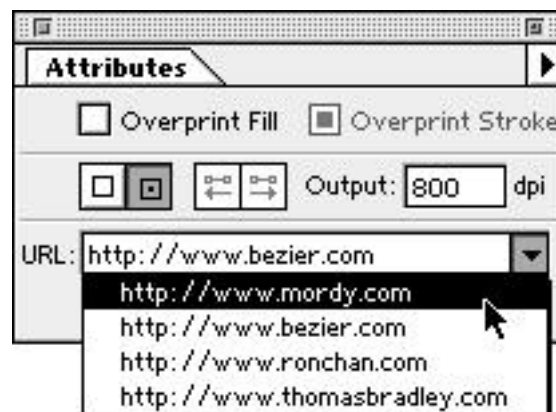 Attributes
Overprint Fill Overprint Stroke
Output: 800 dpi
URL: http://www.bezier.com
http://www.mordy.com
http://www.bezier.com
http://www.ronchan.com
http://www.thomasbradley.com